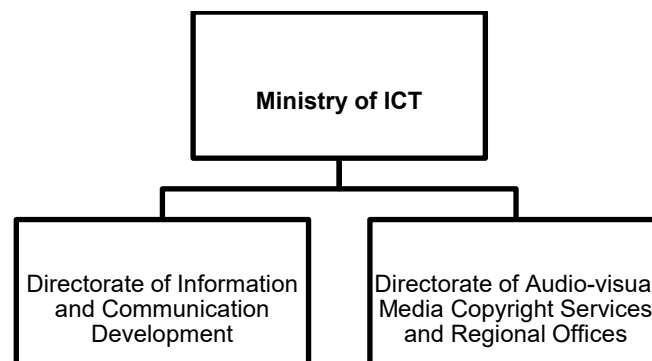 Ministry of ICT
Directorate of Information
and Communication
Development
Directorate of Audio-visua
Media Copyright Services
and Regional Offices